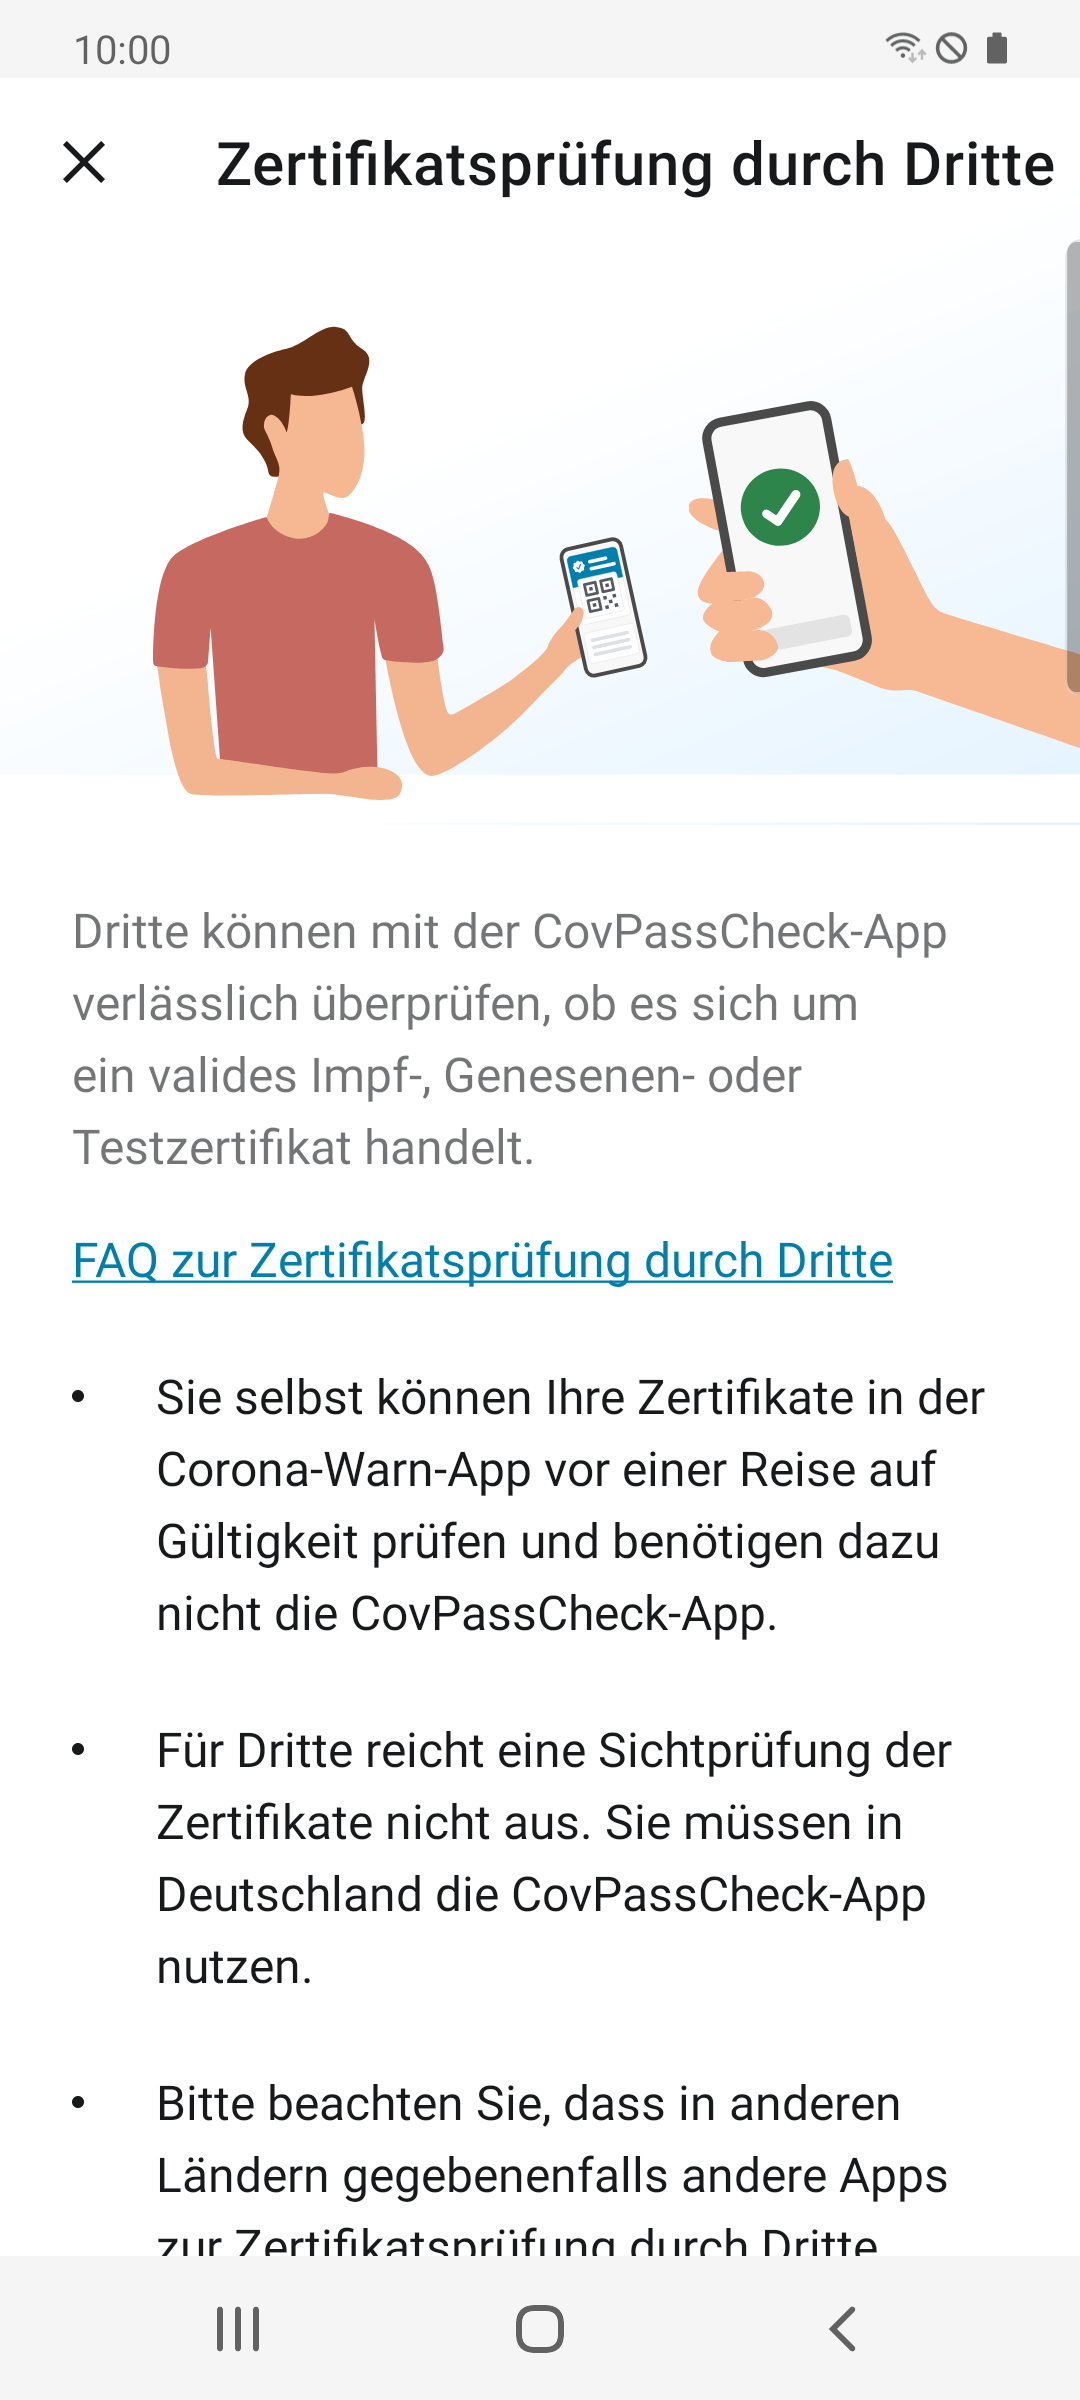 10:00
Zertifikatsprüfung durch Dritte
Dritte können mit der CovPassCheck-App
verlässlich überprüfen, ob es sich um
ein valides Impf-, Genesenen- oder
Testzertifikat handelt.
FAQ zur Zertifikatsprüfung durch Dritte
• Sie selbst können Ihre Zertifikate in der
Corona-Warn-App vor einer Reise auf
Gültigkeit prüfen und benötigen dazu
nicht die CovPassCheck-App.
• Für Dritte reicht eine Sichtprüfung der
Zertifikate nicht aus. Sie müssen in
Deutschland die CovPassCheck-App
nutzen.
• Bitte beachten Sie, dass in anderen
Ländern gegebenenfalls andere Apps
zur Zertifikatsprüfung durch Dritte